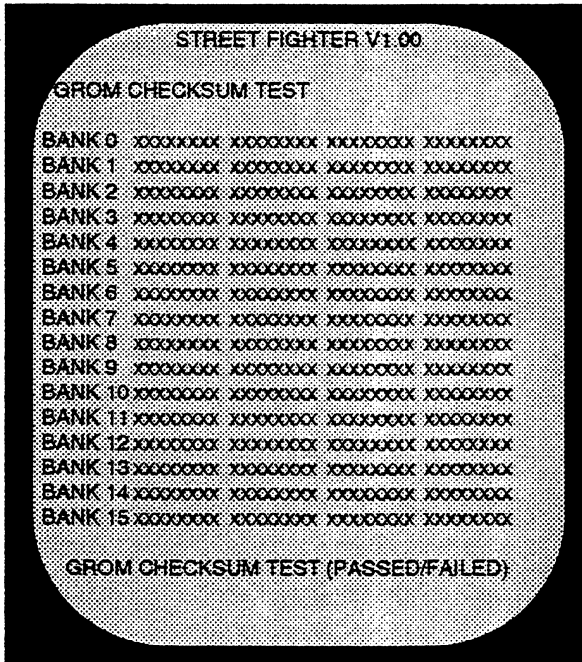 STREET FIGHTER V1.00
GROM CHECKSUM TEST
BANK 0 xxxxxxxx xxxxxxxx xxxxxxxx xxxxxxxx
BANK 1 xxxxxxxx xxxxxxxx xxxxxxxx xxxxxxxx
BANK 2 xxxxxxxx xxxxxxxx xxxxxxxx xxxxxxxx
BANK 3 xxxxxxxx xxxxxxxx xxxxxxxx xxxxxxxx
BANK 4 xxxxxxxx xxxxxxxx xxxxxxxx xxxxxxxx
BANK 5 xxxxxxxx xxxxxxxx xxxxxxxx xxxxxxxx
BANK 6 xxxxxxxx xxxxxxxx xxxxxxxx xxxxxxxx
BANK 7 xxxxxxxx xxxxxxxx xxxxxxxx xxxxxxxx
BANK 8 xxxxxxxx xxxxxxxx xxxxxxxx xxxxxxxx
BANK 9 xxxxxxxx xxxxxxxx xxxxxxxx xxxxxxxx
BANK 10 xxxxxxxx xxxxxxxx xxxxxxxx xxxxxxxx
BANK 11 xxxxxxxx xxxxxxxx xxxxxxxx xxxxxxxx
BANK 12 xxxxxxxx xxxxxxxx xxxxxxxx xxxxxxxx
BANK 13 xxxxxxxx xxxxxxxx xxxxxxxx xxxxxxxx
BANK 14 xxxxxxxx xxxxxxxx xxxxxxxx xxxxxxxx
BANK 15 xxxxxxxx xxxxxxxx xxxxxxxx xxxxxxxx
GROM CHECKSUM TEST (PASSED/FAILED)